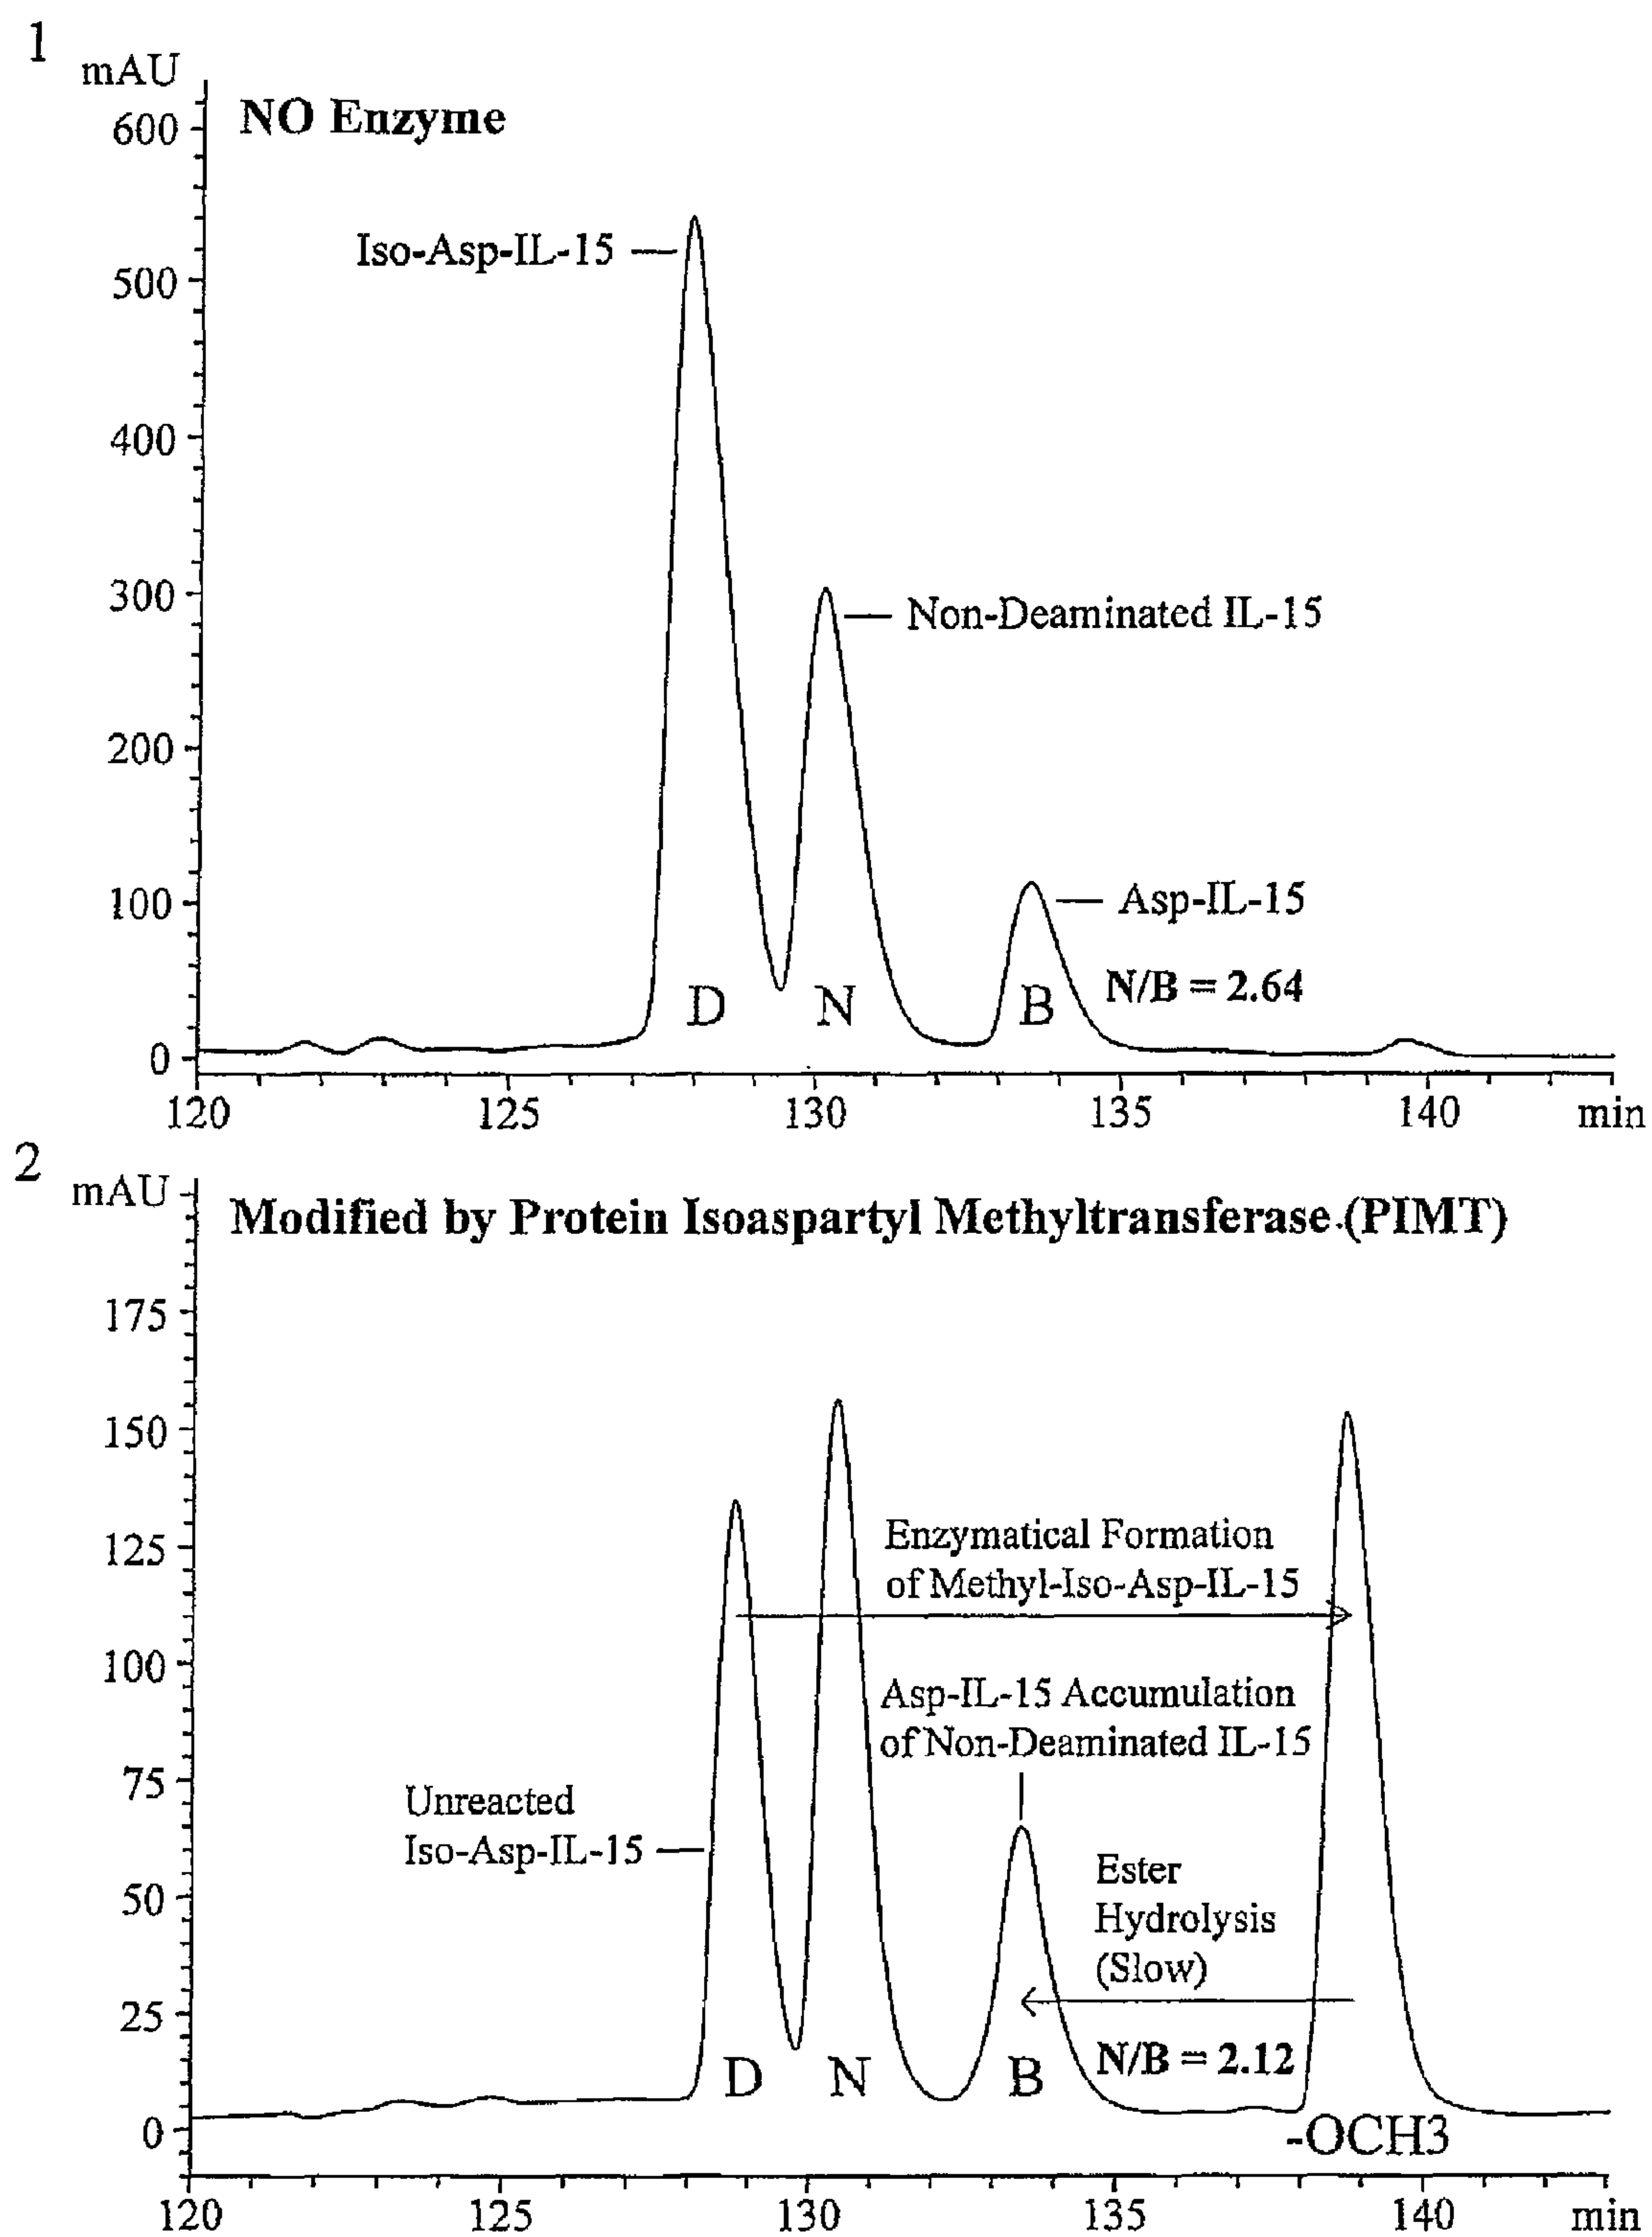 1
mAU
NO Enzyme
600
500
400
300
200
100
0
Iso-Asp-IL-15
Non-Deaminated IL-15
Asp-IL-15
N/B = 2.64
D N B
120 125 130 135 140 min
2
mAU
Modified by Protein Isoaspartyl Methyltransferase (PIMT)
175
150
125
100
75
50
25
0
Enzymatical Formation
of Methyl-Iso-Asp-IL-15
Asp-IL-15 Accumulation
of Non-Deaminated IL-15
Unreacted
Iso-Asp-IL-15
Ester
Hydrolysis
(Slow)
N/B = 2.12
D N B
-OCH3
120 125 130 135 140 min